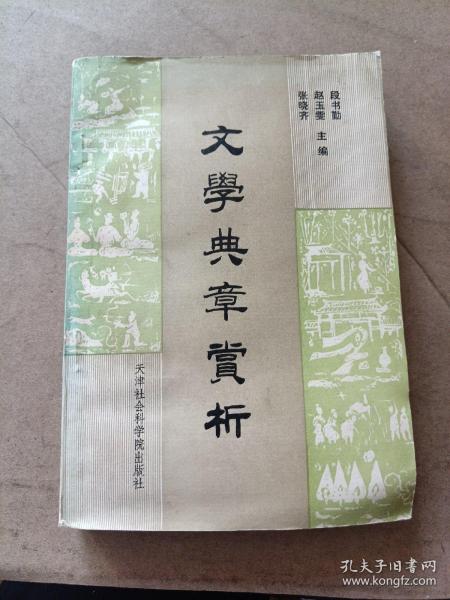 段书勤
赵玉雯 主编
张晓齐
文學典章賞析
天津社会科学院出版社
孔夫子旧书网
www.kongfz.com